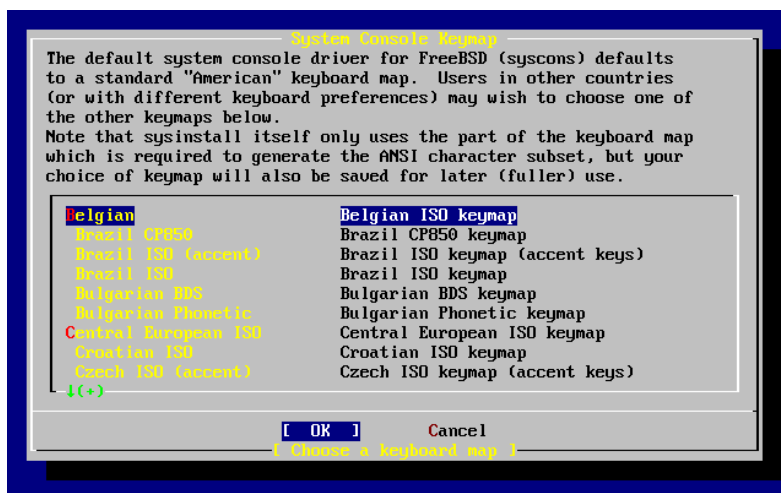 System Console Keymap
The default system console driver for FreeBSD (syscons) defaults
to a standard "American" keyboard map.  Users in other countries
(or with different keyboard preferences) may wish to choose one of
the other keymaps below.
Note that sysinstall itself only uses the part of the keyboard map
which is required to generate the ANSI character subset, but your
choice of keymap will also be saved for later (fuller) use.
Belgian Belgian ISO keymap
Brazil CP850 Brazil CP850 keymap
Brazil ISO (accent) Brazil ISO keymap (accent keys)
Brazil ISO Brazil ISO keymap
Bulgarian BDS Bulgarian BDS keymap
Bulgarian Phonetic Bulgarian Phonetic keymap
Central European ISO Central European ISO keymap
Croatian ISO Croatian ISO keymap
Czech ISO (accent) Czech ISO keymap (accent keys)
↓(+)
[ OK ] Cancel
[ Choose a keyboard map ]